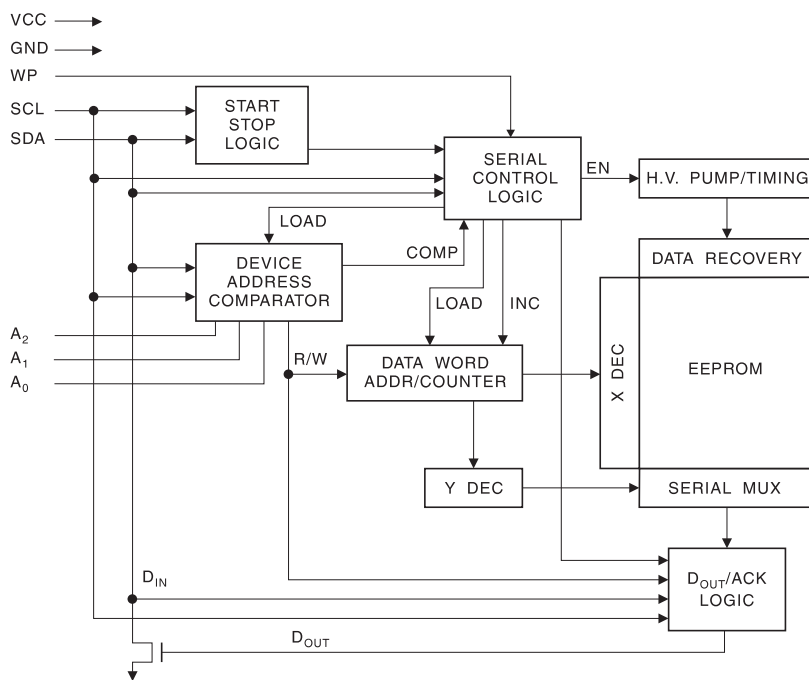 VCC
GND
WP
SCL
SDA
START
STOP
LOGIC
SERIAL
CONTROL
LOGIC
EN
H.V. PUMP/TIMING
LOAD
COMP
DEVICE
ADDRESS
COMPARATOR
DATA RECOVERY
LOAD
INC
A2
A1
A0
R/W
DATA WORD
ADDR/COUNTER
X DEC
EEPROM
Y DEC
SERIAL MUX
DIN
DOUT/ACK
LOGIC
DOUT